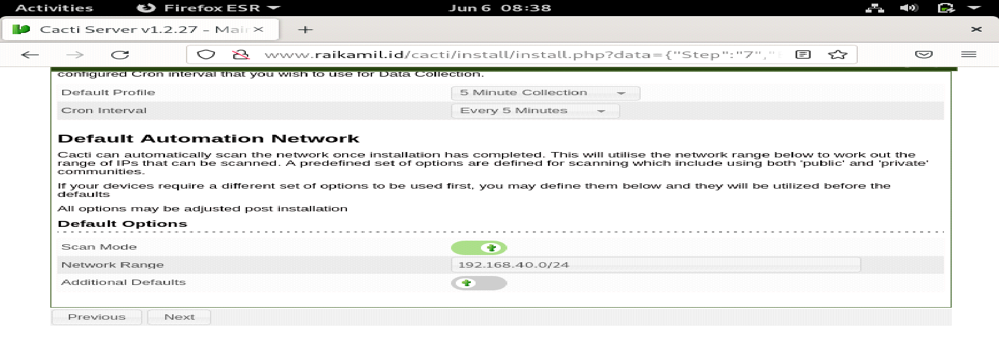 Activities Firefox ESR Jun 6 08:38
Cacti Server v1.2.27 – Mair
www.raikamil.id/cacti/install/install.php?data={"Step":"7","
configured Cron interval that you wish to use for Data Collection.
Default Profile 5 Minute Collection
Cron Interval Every 5 Minutes
Default Automation Network
Cacti can automatically scan the network once installation has completed. This will utilise the network range below to work out the
range of IPs that can be scanned. A predefined set of options are defined for scanning which include using both 'public' and 'private'
communities.
If your devices require a different set of options to be used first, you may define them below and they will be utilized before the
defaults
All options may be adjusted post installation
Default Options
Scan Mode
Network Range 192.168.40.0/24
Additional Defaults
Previous Next